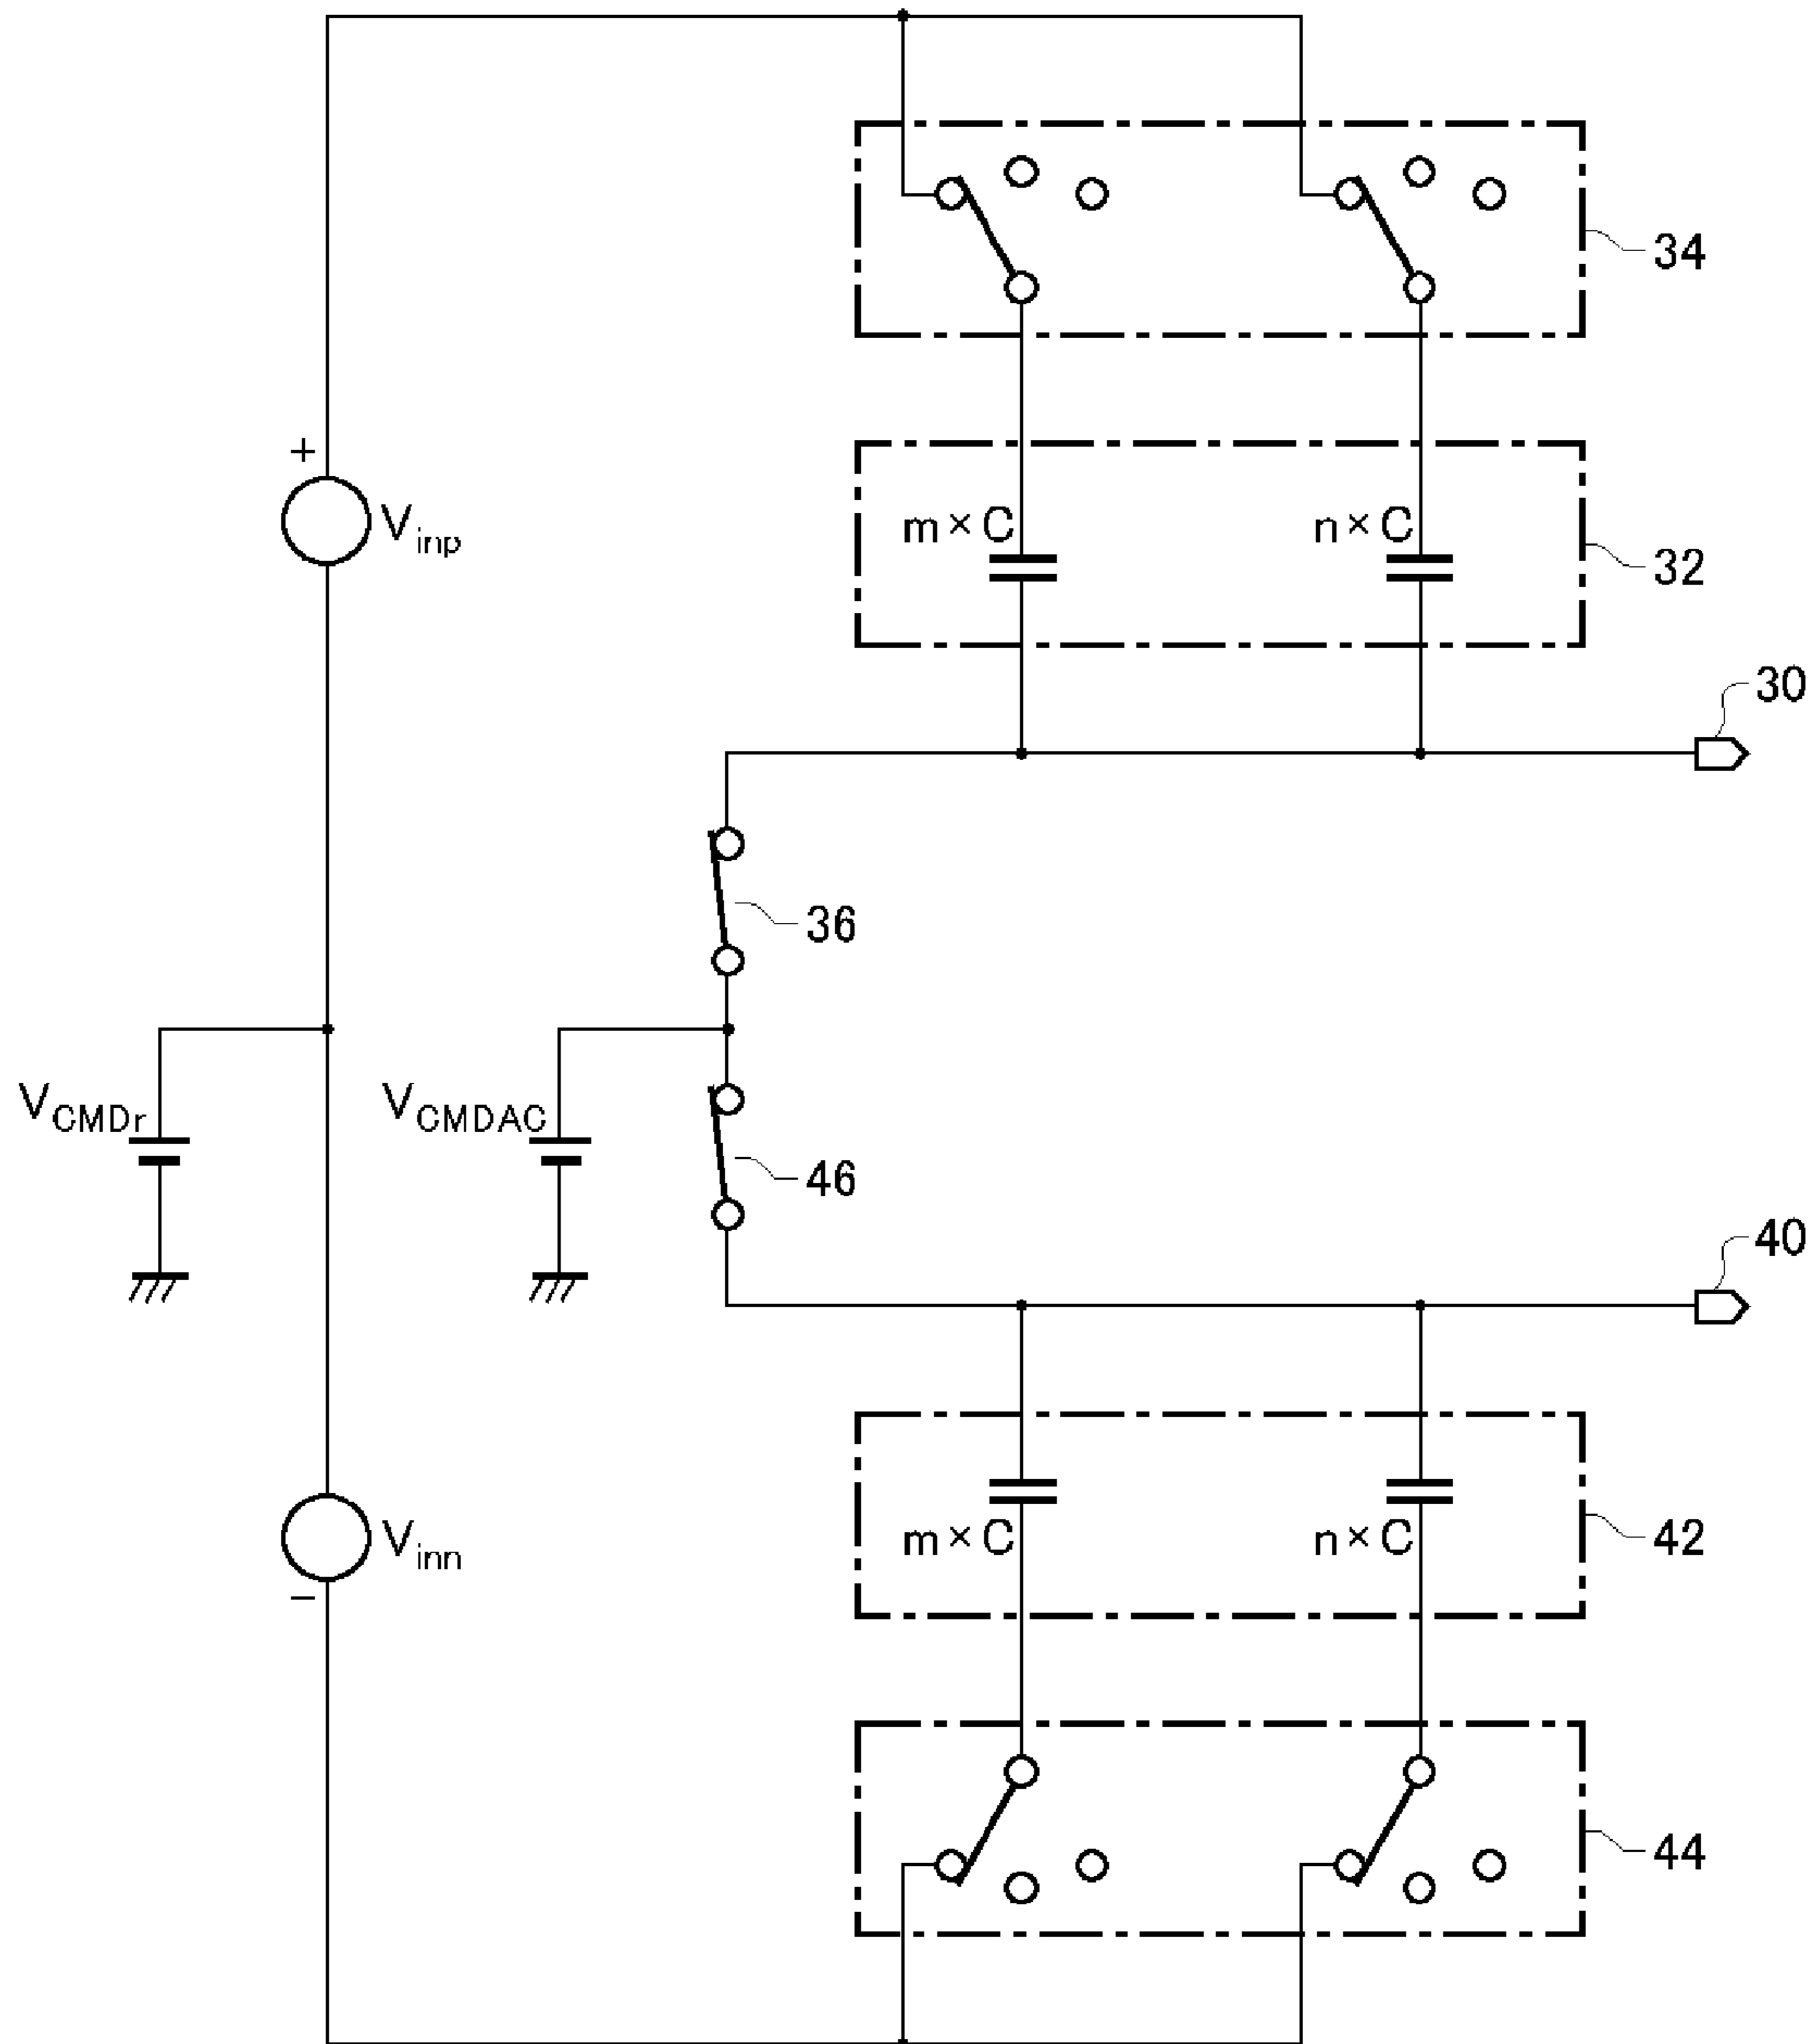 34
+
V_inp
m×C
n×C
32
30
36
V_CMDr
V_CMDAC
46
40
m×C
n×C
42
V_inn
−
44